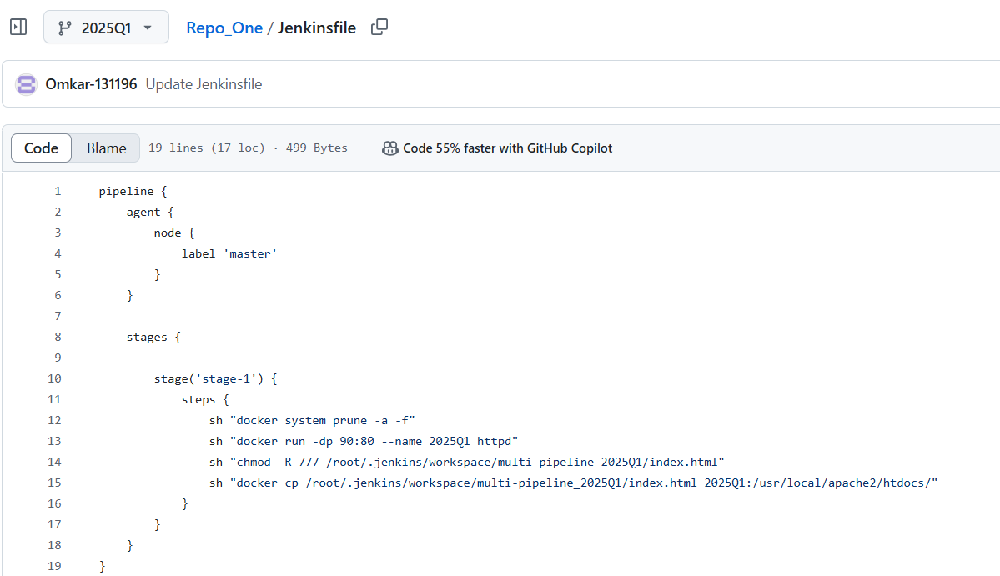 2025Q1 Repo_One / Jenkinsfile
Omkar-131196 Update Jenkinsfile
Code Blame 19 lines (17 loc) · 499 Bytes Code 55% faster with GitHub Copilot
1 pipeline {
2     agent {
3         node {
4             label 'master'
5         }
6     }
7
8     stages {
9
10         stage('stage-1') {
11             steps {
12                 sh "docker system prune -a -f"
13                 sh "docker run -dp 90:80 --name 2025Q1 httpd"
14                 sh "chmod -R 777 /root/.jenkins/workspace/multi-pipeline_2025Q1/index.html"
15                 sh "docker cp /root/.jenkins/workspace/multi-pipeline_2025Q1/index.html 2025Q1:/usr/local/apache2/htdocs/"
16             }
17         }
18     }
19 }